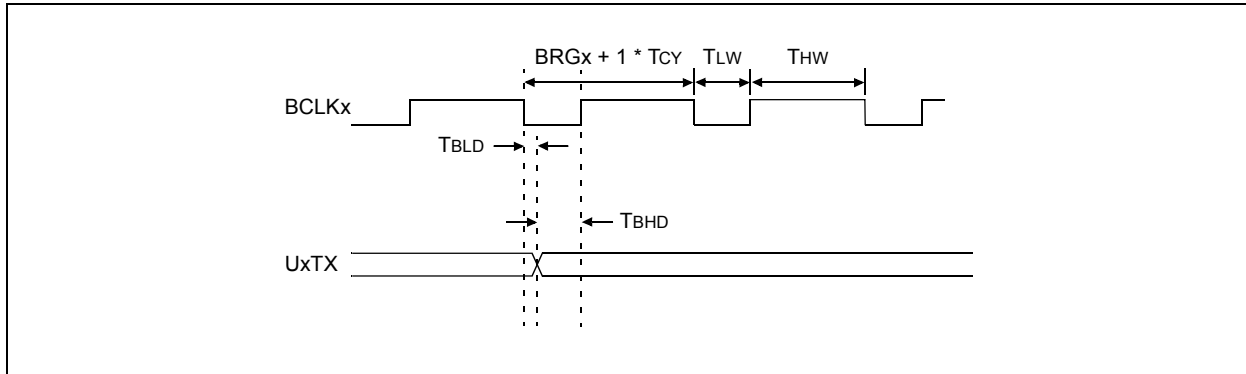 BRGx + 1 * TCY TLW THW
BCLKx
TBLD
TBHD
UxTX